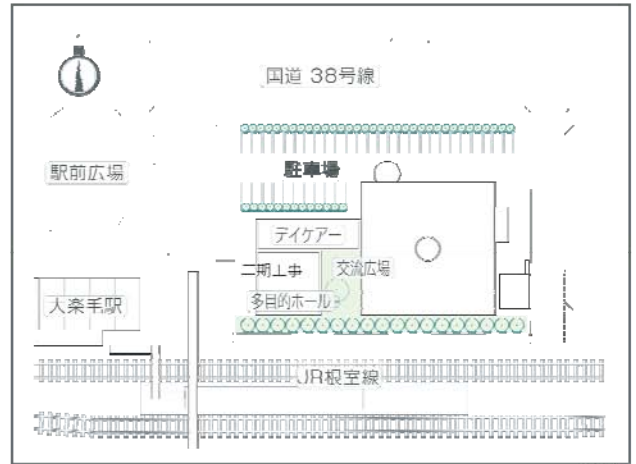 国道 38号線
駅前広場
駐車場
デイケアー
二期工事
交流広場
多目的ホール
大楽毛駅
JR根室線